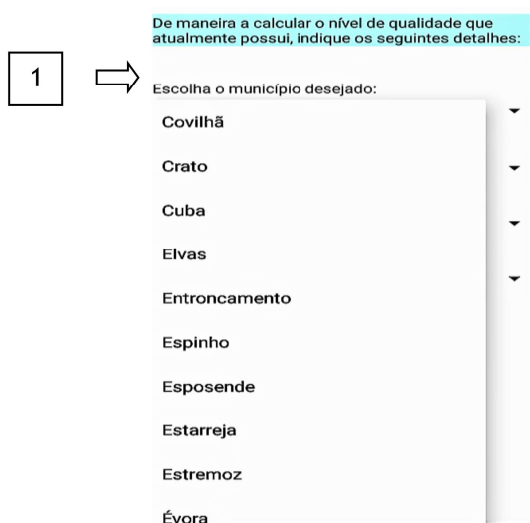 De maneira a calcular o nível de qualidade que
atualmente possui, indique os seguintes detalhes:
1
Escolha o município desejado:
Covilhã
Crato
Cuba
Elvas
Entroncamento
Espinho
Esposende
Estarreja
Estremoz
Évora